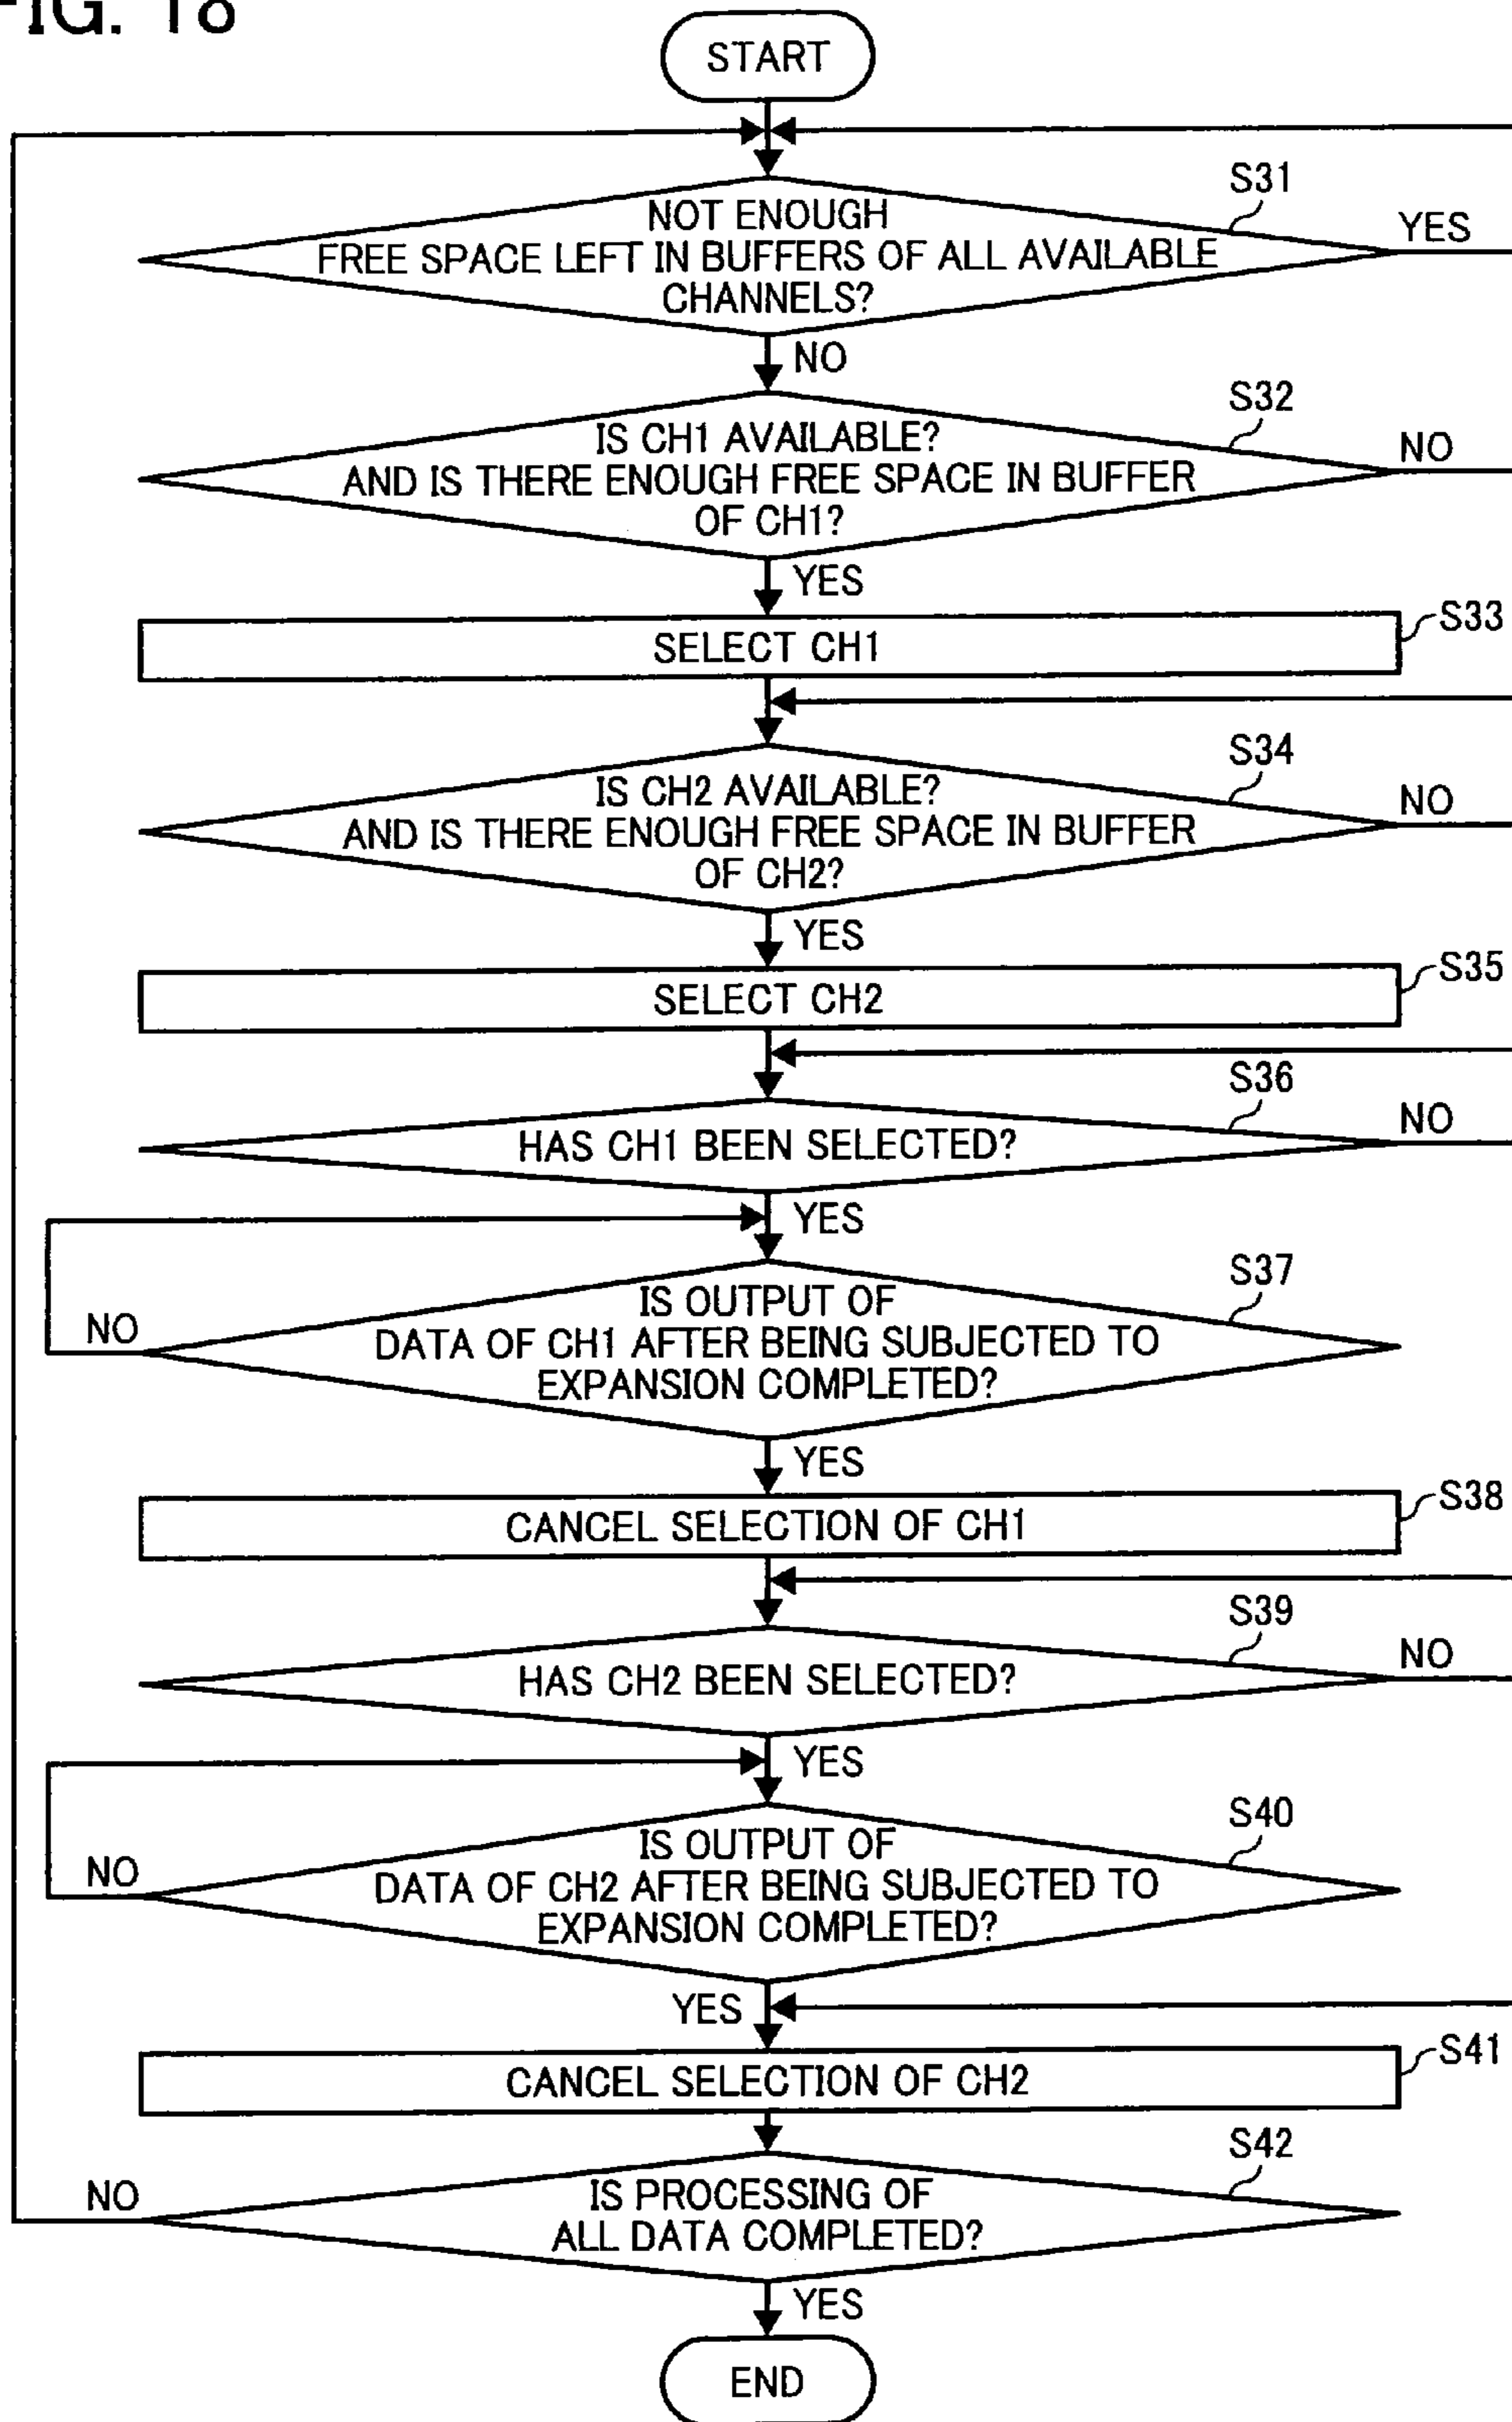 FIG. 18
START
S31
NOT ENOUGH
FREE SPACE LEFT IN BUFFERS OF ALL AVAILABLE
CHANNELS?
YES
NO
S32
IS CH1 AVAILABLE?
AND IS THERE ENOUGH FREE SPACE IN BUFFER
OF CH1?
NO
YES
S33
SELECT CH1
S34
IS CH2 AVAILABLE?
AND IS THERE ENOUGH FREE SPACE IN BUFFER
OF CH2?
NO
YES
S35
SELECT CH2
S36
HAS CH1 BEEN SELECTED?
NO
YES
S37
IS OUTPUT OF
DATA OF CH1 AFTER BEING SUBJECTED TO
EXPANSION COMPLETED?
NO
YES
S38
CANCEL SELECTION OF CH1
S39
HAS CH2 BEEN SELECTED?
NO
YES
S40
IS OUTPUT OF
DATA OF CH2 AFTER BEING SUBJECTED TO
EXPANSION COMPLETED?
NO
YES
S41
CANCEL SELECTION OF CH2
S42
IS PROCESSING OF
ALL DATA COMPLETED?
NO
YES
END